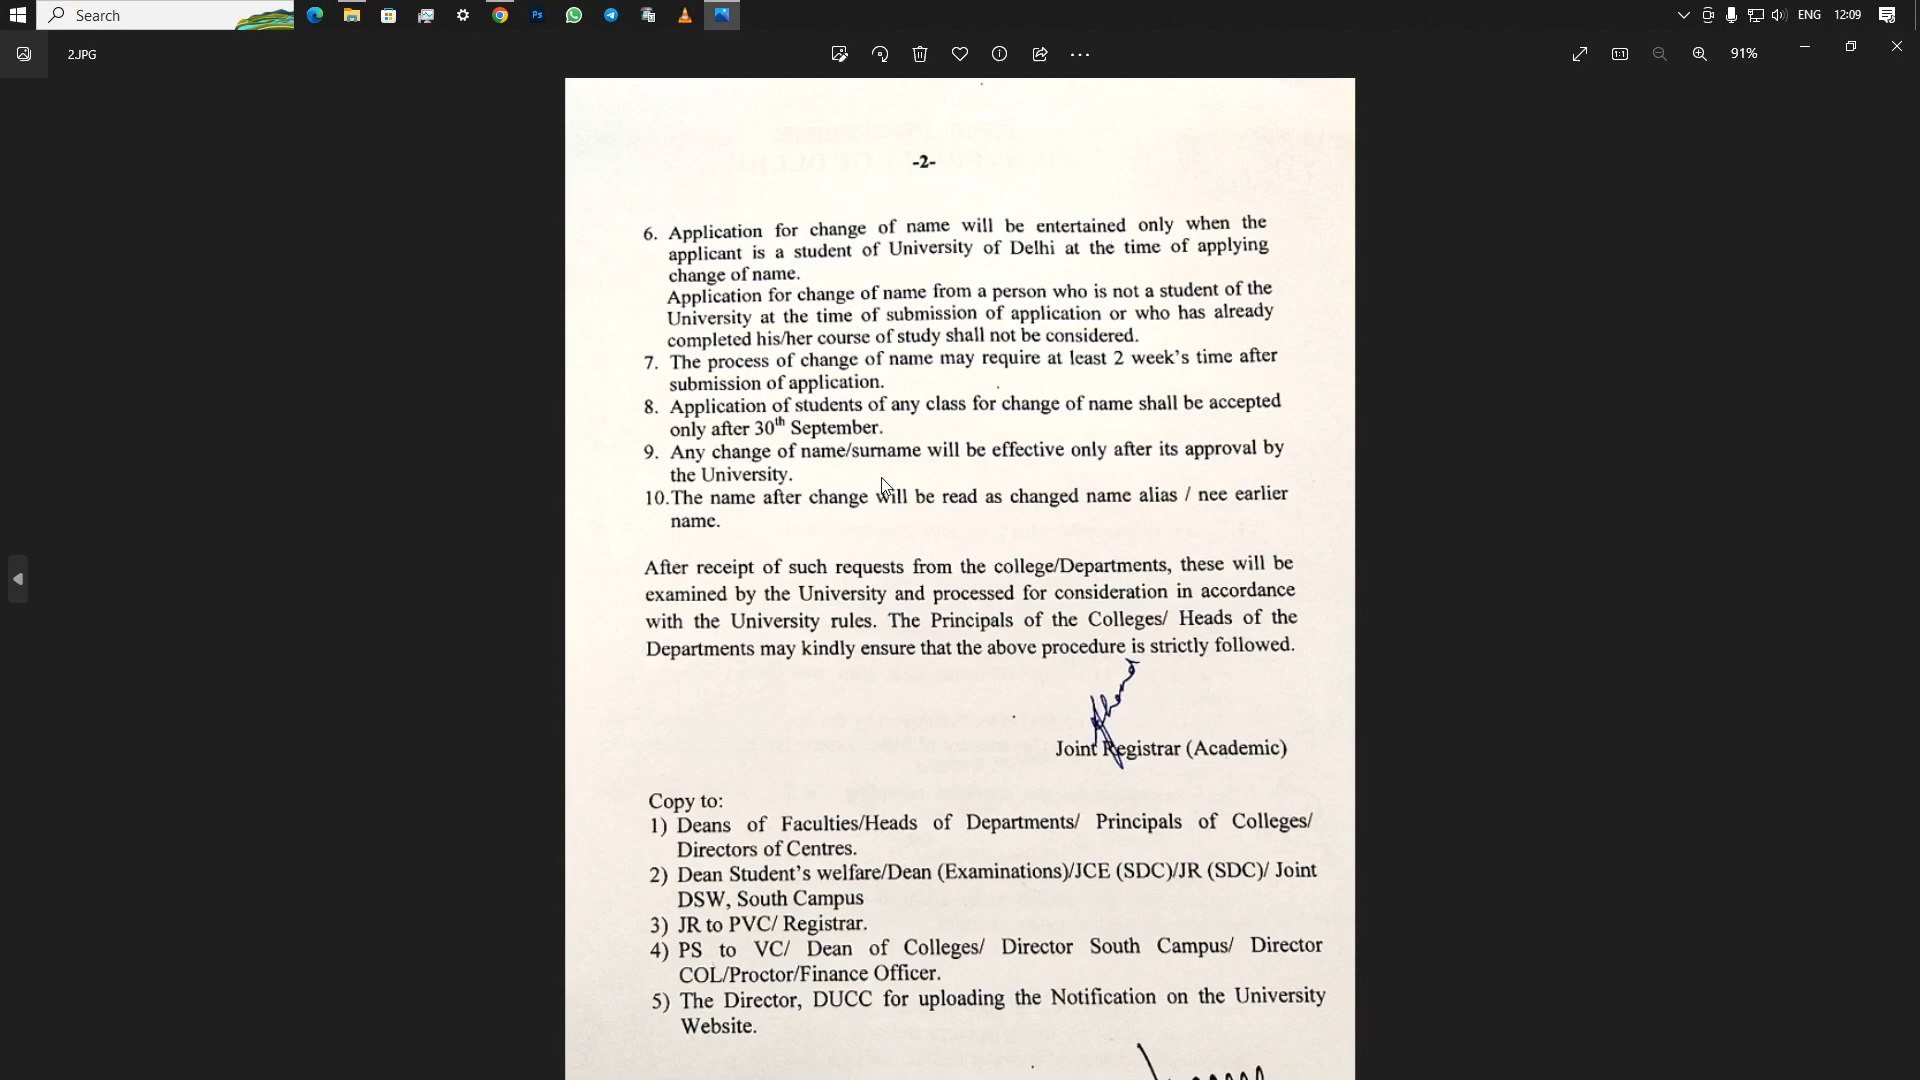 Search
ENG 12:09
2.JPG
91%
-2-
6. Application for change of name will be entertained only when the
applicant is a student of University of Delhi at the time of applying
change of name.
Application for change of name from a person who is not a student of the
University at the time of submission of application or who has already
completed his/her course of study shall not be considered.
7. The process of change of name may require at least 2 week's time after
submission of application.
8. Application of students of any class for change of name shall be accepted
only after 30th September.
9. Any change of name/surname will be effective only after its approval by
the University.
10.The name after change will be read as changed name alias / nee earlier
name.
After receipt of such requests from the college/Departments, these will be
examined by the University and processed for consideration in accordance
with the University rules. The Principals of the Colleges/ Heads of the
Departments may kindly ensure that the above procedure is strictly followed.
Joint Registrar (Academic)
Copy to:
1) Deans of Faculties/Heads of Departments/ Principals of Colleges/
Directors of Centres.
2) Dean Student's welfare/Dean (Examinations)/JCE (SDC)/JR (SDC)/ Joint
DSW, South Campus
3) JR to PVC/ Registrar.
4) PS to VC/ Dean of Colleges/ Director South Campus/ Director
COL/Proctor/Finance Officer.
5) The Director, DUCC for uploading the Notification on the University
Website.